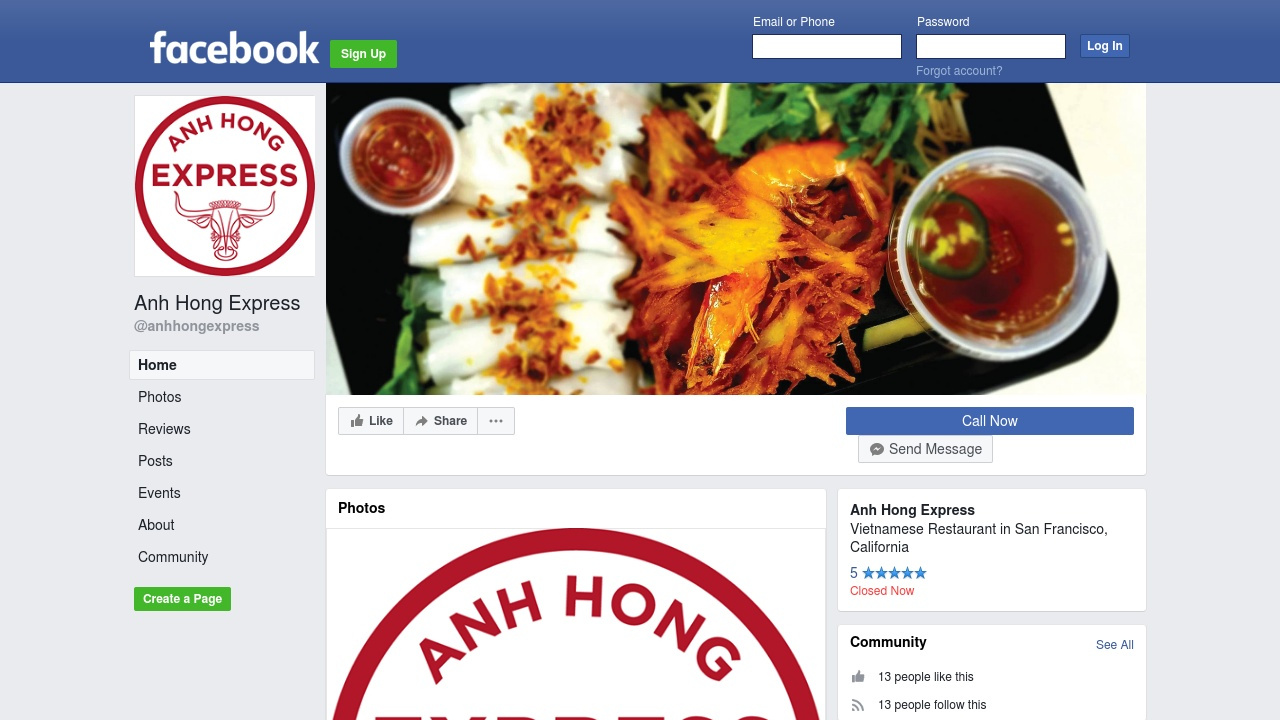 facebook
Sign Up
Email or Phone
Password
Log In
Forgot account?
ANH HONG
EXPRESS
Anh Hong Express
@anhhongexpress
Home
Photos
Reviews
Posts
Events
About
Community
Create a Page
Like
Share
Call Now
Send Message
Photos
ANH HONG
EXPRESS
Anh Hong Express
Vietnamese Restaurant in San Francisco,
California
5
Closed Now
Community
See All
13 people like this
13 people follow this